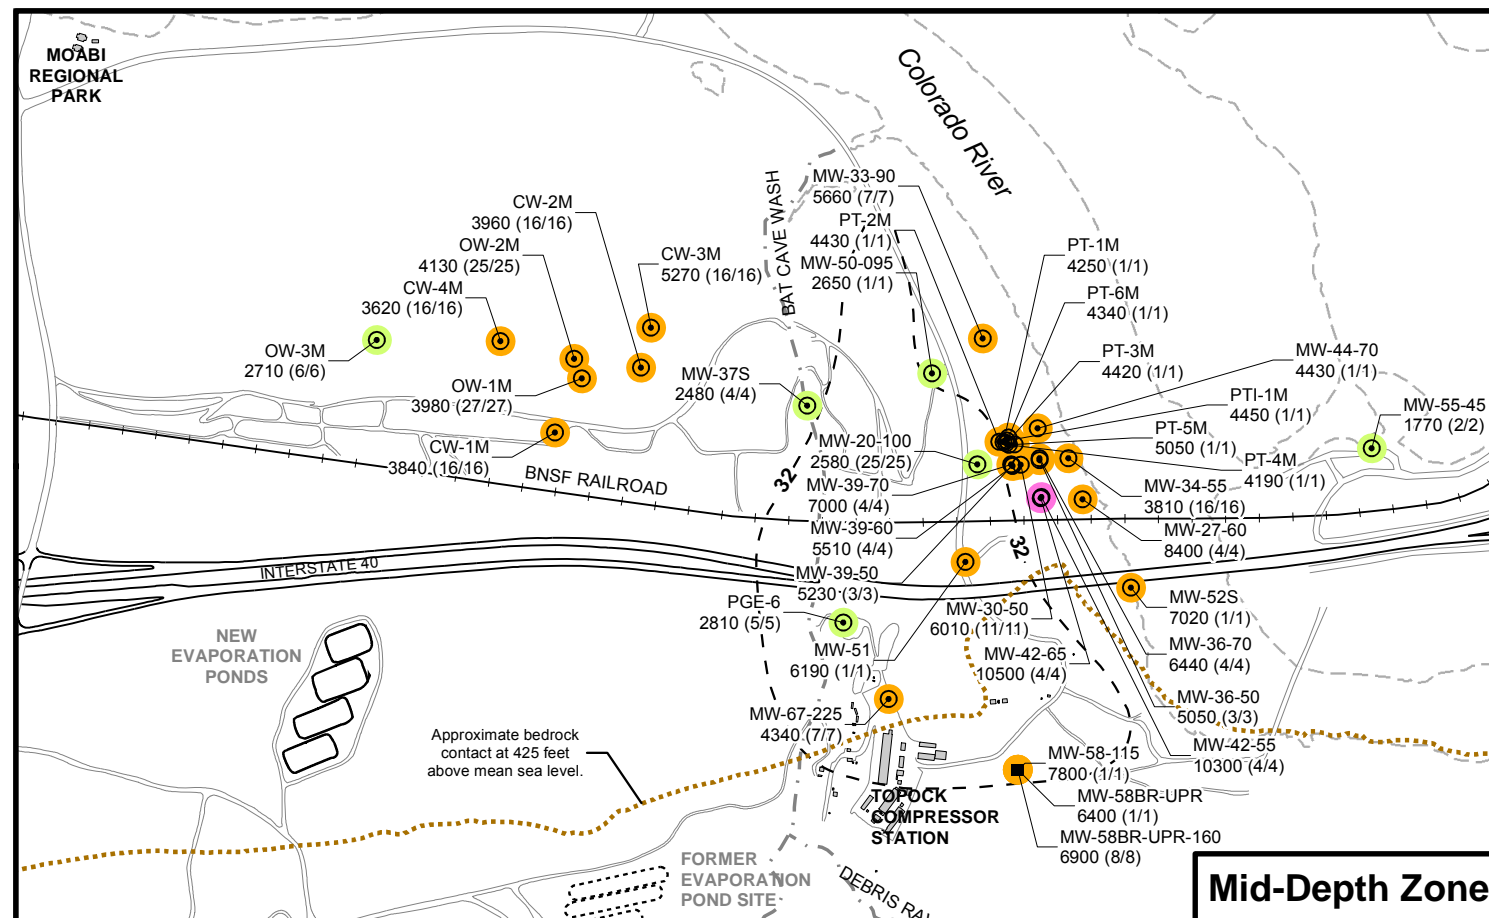 MOABI
REGIONAL
PARK
Colorado River
BAT CAVE WASH
MW-33-90
5660 (7/7)
PT-2M
4430 (1/1)
MW-50-095
2650 (1/1)
CW-2M
3960 (16/16)
OW-2M
4130 (25/25)
CW-4M
3620 (16/16)
CW-3M
5270 (16/16)
PT-1M
4250 (1/1)
PT-6M
4340 (1/1)
PT-3M
4420 (1/1)
MW-44-70
4430 (1/1)
PTI-1M
4450 (1/1)
PT-5M
5050 (1/1)
PT-4M
4190 (1/1)
MW-55-45
1770 (2/2)
OW-3M
2710 (6/6)
OW-1M
3980 (27/27)
CW-1M
3840 (16/16)
MW-37S
2480 (4/4)
MW-20-100
2580 (25/25)
MW-39-70
7000 (4/4)
MW-39-60
5510 (4/4)
MW-39-50
5230 (3/3)
MW-34-55
3810 (16/16)
MW-27-60
8400 (4/4)
BNSF RAILROAD
32
32
INTERSTATE 40
PGE-6
2810 (5/5)
MW-51
6190 (1/1)
MW-30-50
6010 (11/11)
MW-42-65
10500 (4/4)
MW-52S
7020 (1/1)
MW-36-70
6440 (4/4)
MW-36-50
5050 (3/3)
MW-42-55
10300 (4/4)
NEW
EVAPORATION
PONDS
MW-67-225
4340 (7/7)
Approximate bedrock
contact at 425 feet
above mean sea level.
MW-58-115
7800 (1/1)
MW-58BR-UPR
6400 (1/1)
MW-58BR-UPR-160
6900 (8/8)
TOPOCK
COMPRESSOR
STATION
FORMER
EVAPORATION
POND SITE
DEBRIS
Mid-Depth Zone